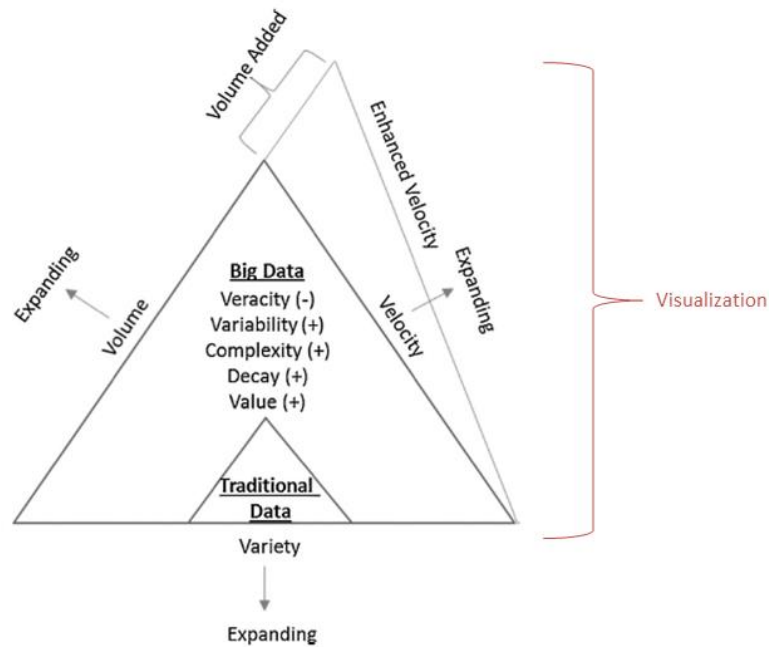 Volume Added
Enhanced Velocity
Expanding
Volume
Big Data
Veracity (-)
Variability (+)
Complexity (+)
Decay (+)
Value (+)
Velocity
Expanding
Visualization
Traditional
Data
Variety
Expanding